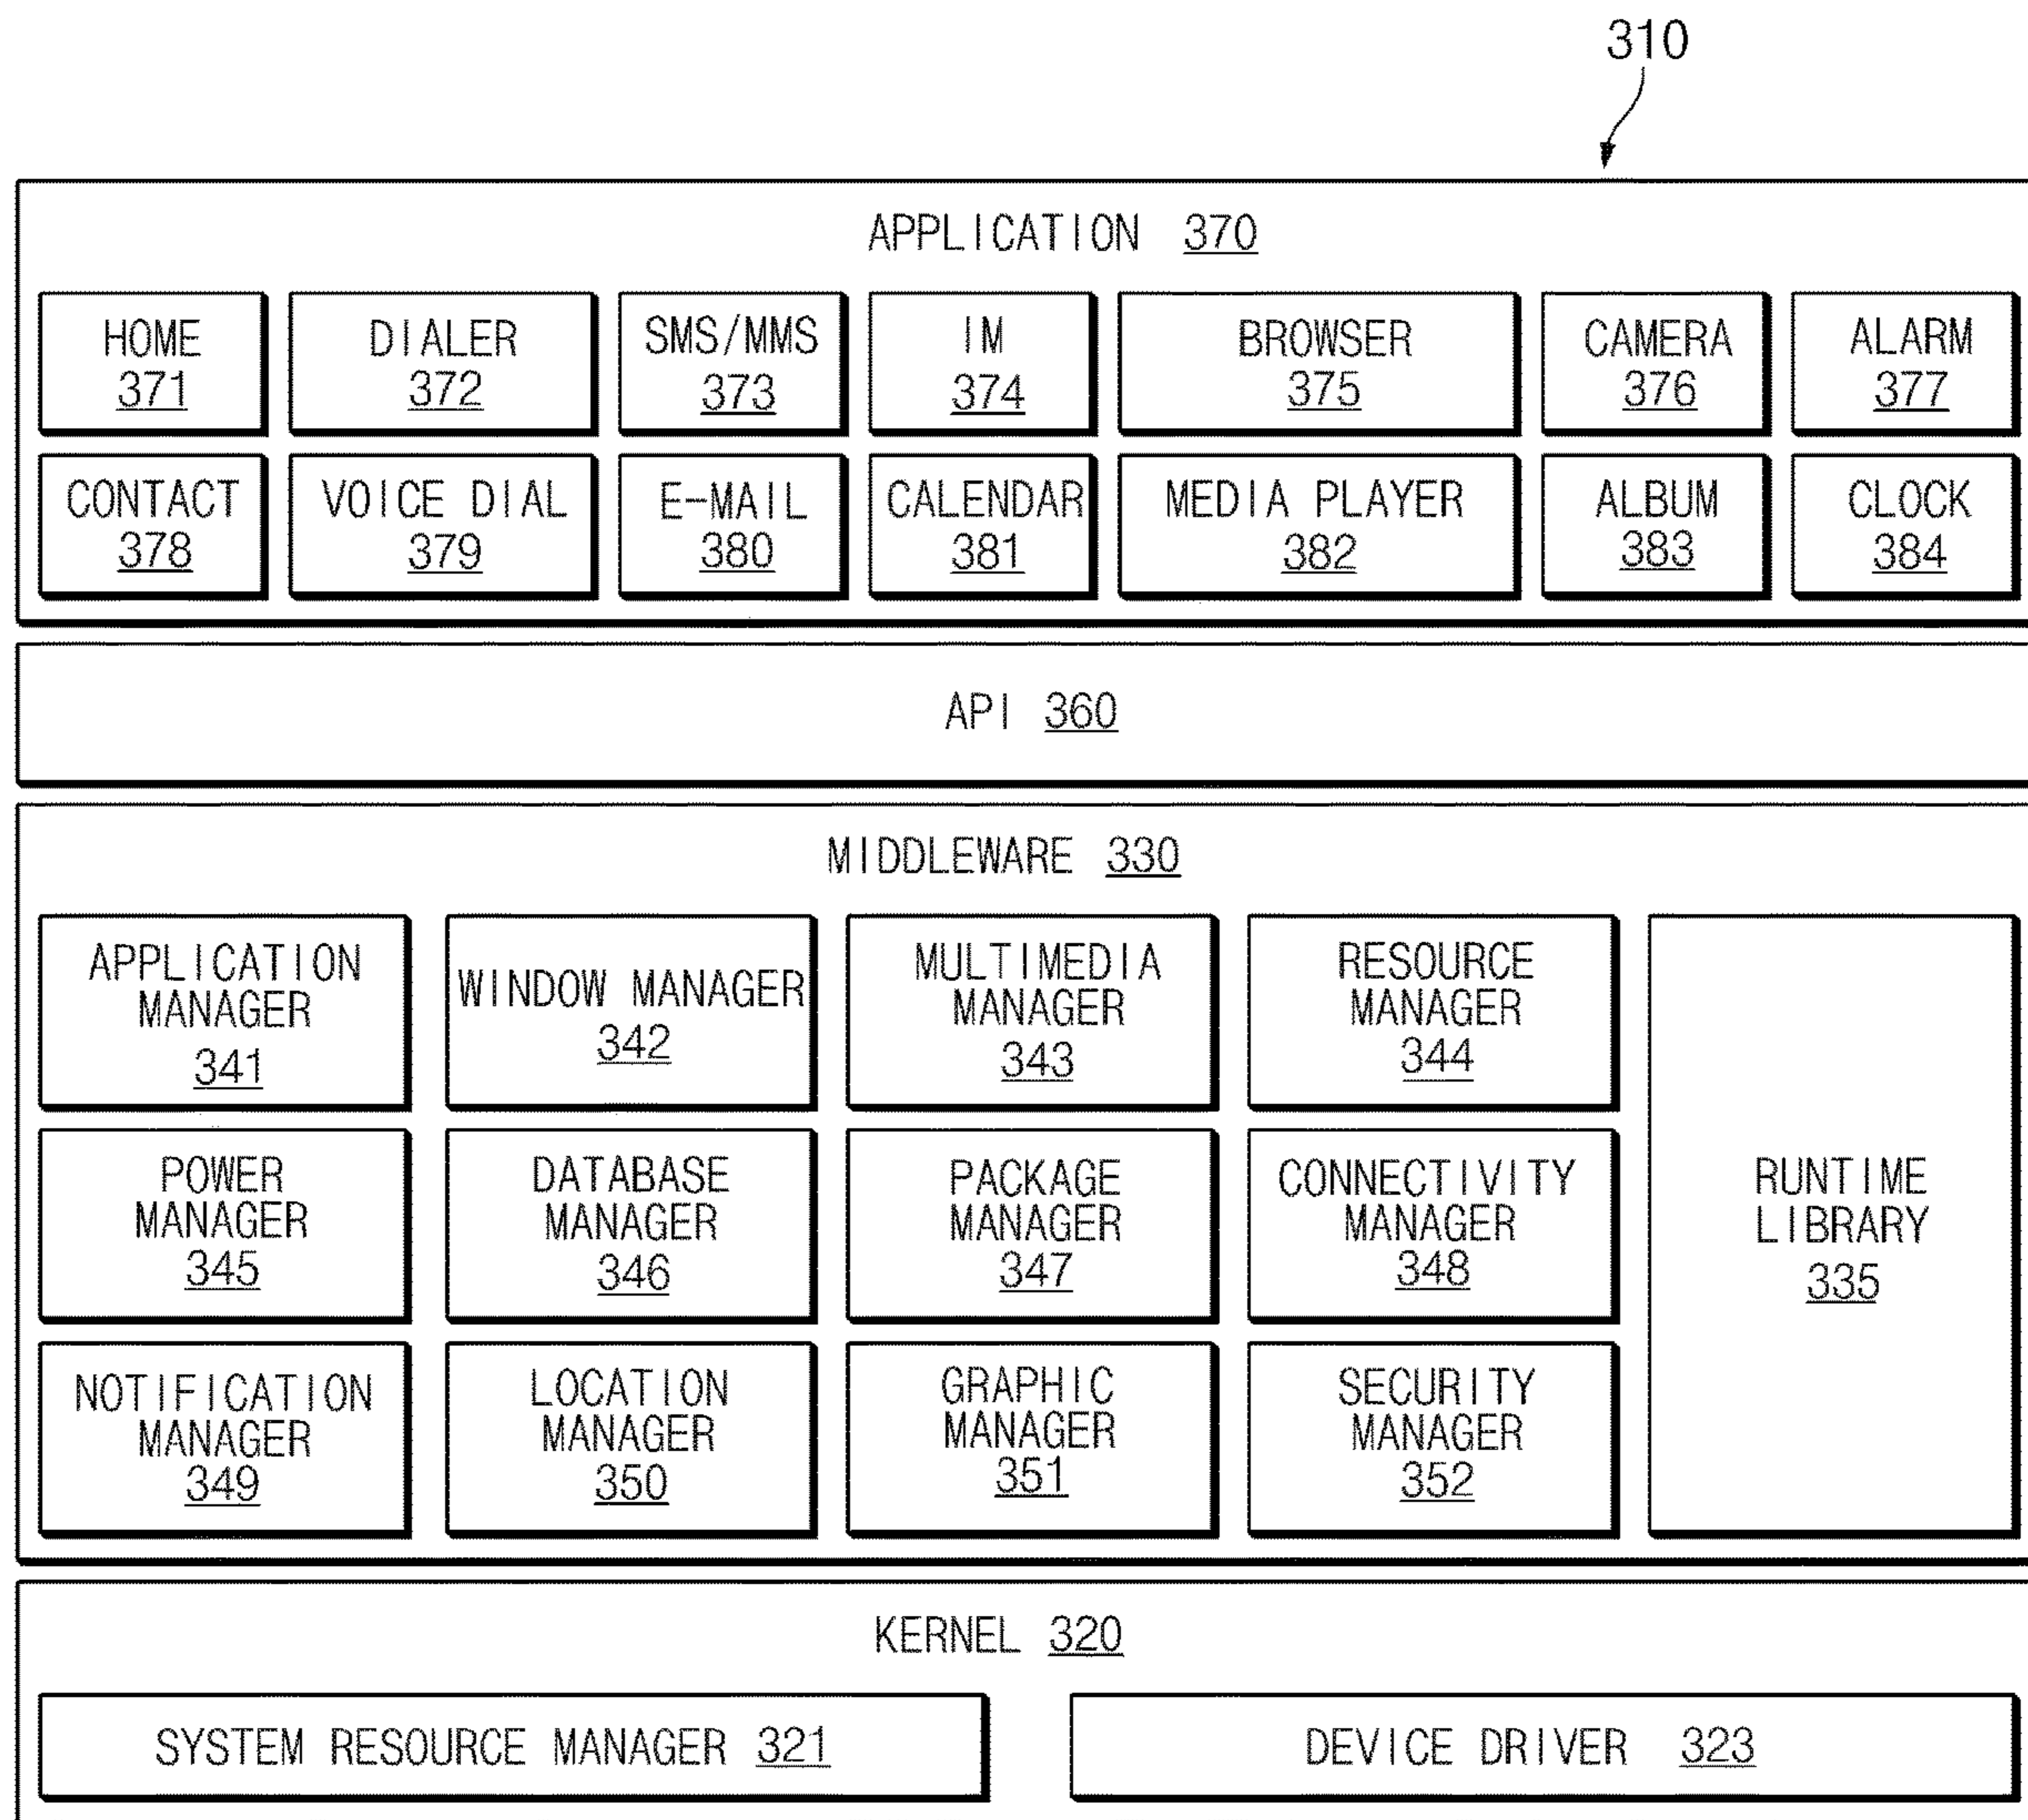 310
APPLICATION 370
HOME
371
DIALER
372
SMS/MMS
373
IM
374
BROWSER
375
CAMERA
376
ALARM
377
CONTACT
378
VOICE DIAL
379
E-MAIL
380
CALENDAR
381
MEDIA PLAYER
382
ALBUM
383
CLOCK
384
API 360
MIDDLEWARE 330
APPLICATION
MANAGER
341
WINDOW MANAGER
342
MULTIMEDIA
MANAGER
343
RESOURCE
MANAGER
344
POWER
MANAGER
345
DATABASE
MANAGER
346
PACKAGE
MANAGER
347
CONNECTIVITY
MANAGER
348
RUNTIME
LIBRARY
335
NOTIFICATION
MANAGER
349
LOCATION
MANAGER
350
GRAPHIC
MANAGER
351
SECURITY
MANAGER
352
KERNEL 320
SYSTEM RESOURCE MANAGER 321
DEVICE DRIVER 323